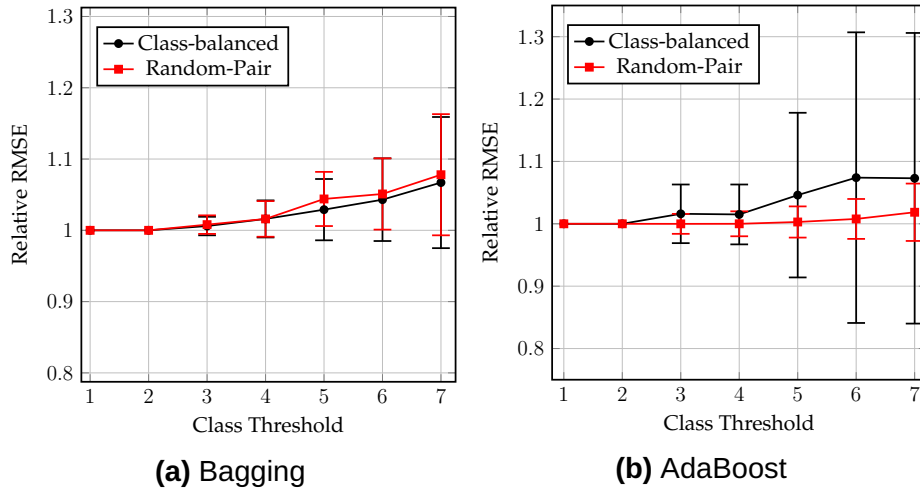 1.3
1.2
1.1
1
0.9
0.8
Relative RMSE
Class-balanced
Random-Pair
1 2 3 4 5 6 7
Class Threshold
(a) Bagging
1.3
1.2
1.1
1
0.9
0.8
Relative RMSE
Class-balanced
Random-Pair
1 2 3 4 5 6 7
Class Threshold
(b) AdaBoost